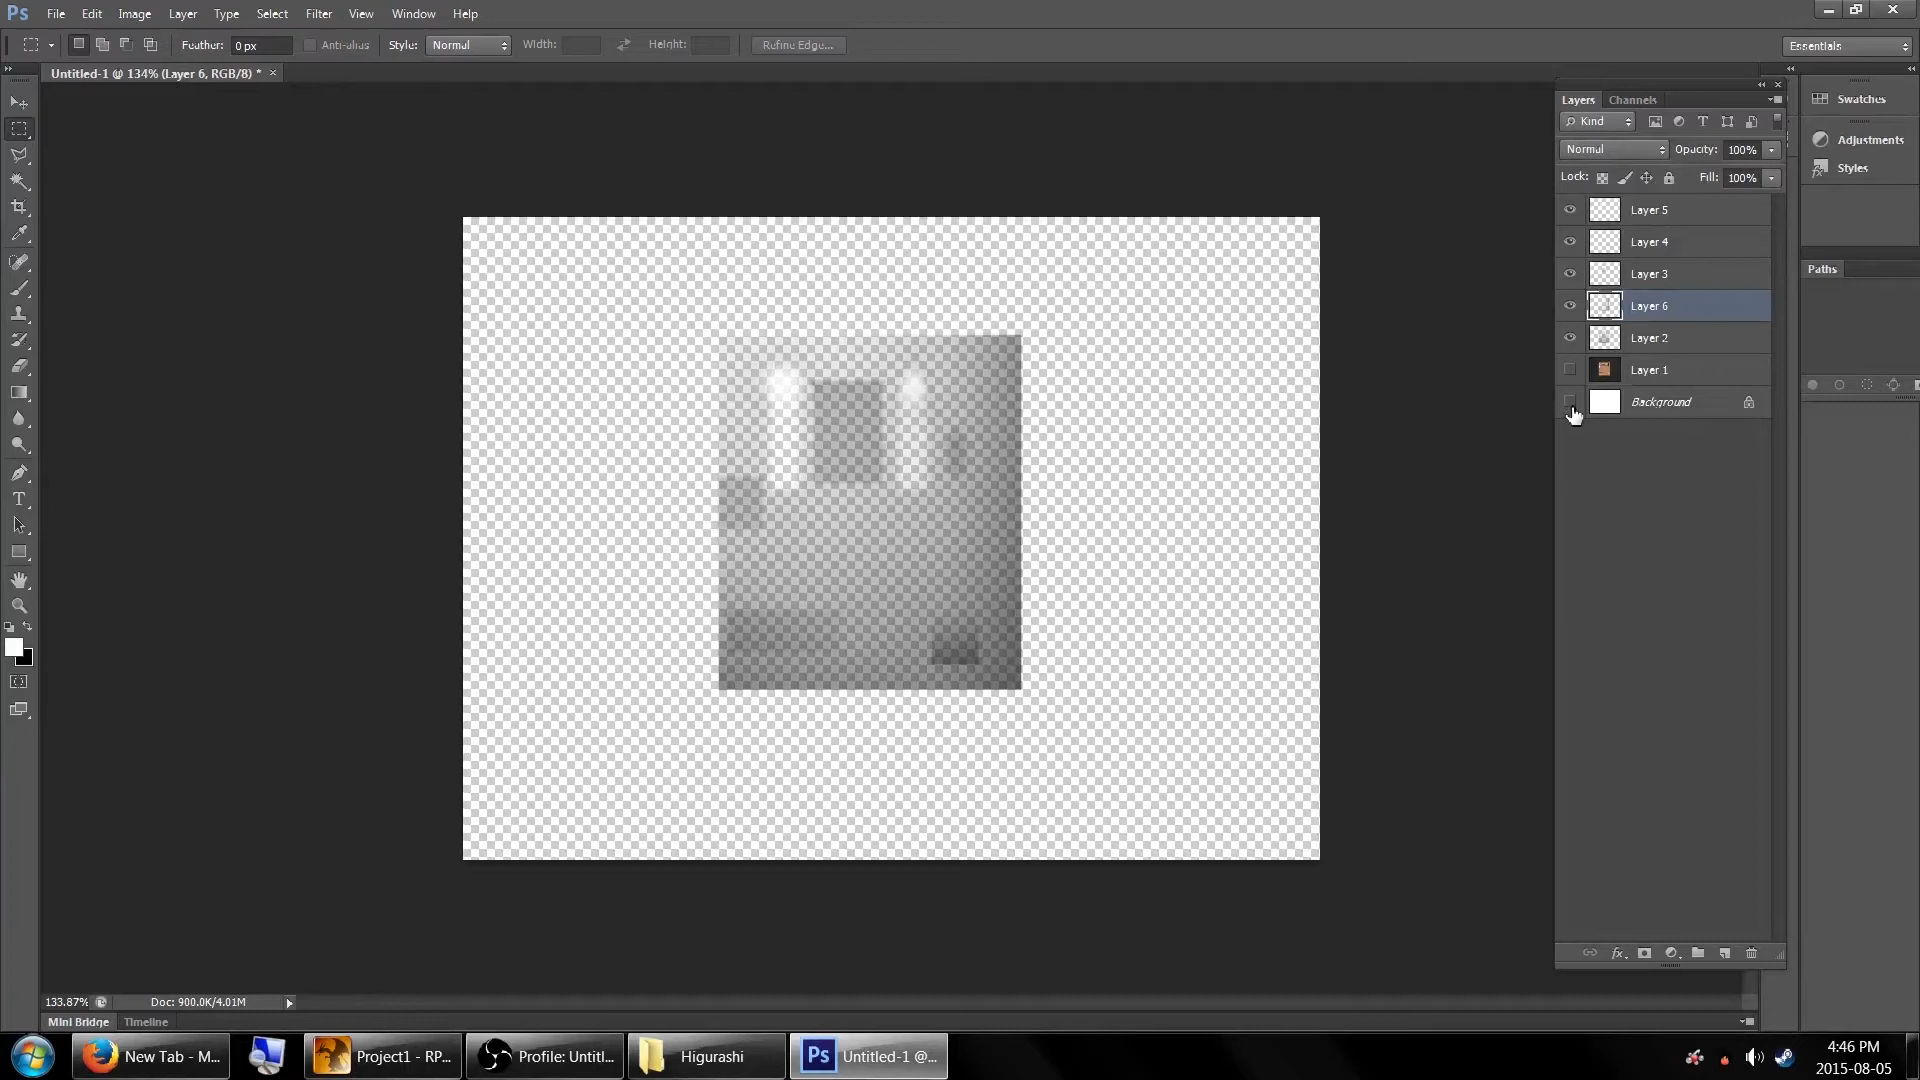 Ps File Edit Image Layer Type Select Filter View Window Help
Feather: 0 px Anti-alias Style: Normal Width: Height: Refine Edge... Essentials
Untitled-1 @ 134% (Layer 6, RGB/8) * ×
Layers Channels
Kind
Normal Opacity: 100%
Lock: Fill: 100%
Layer 5
Layer 4
Layer 3
Layer 6
Layer 2
Layer 1
Background
fx
Swatches
Adjustments
Styles
Paths
133.87% Doc: 900.0K/4.01M
Mini Bridge Timeline
New Tab - M... Project1 - RP... Profile: Untitl... Higurashi Ps Untitled-1 @...
4:46 PM
2015-08-05